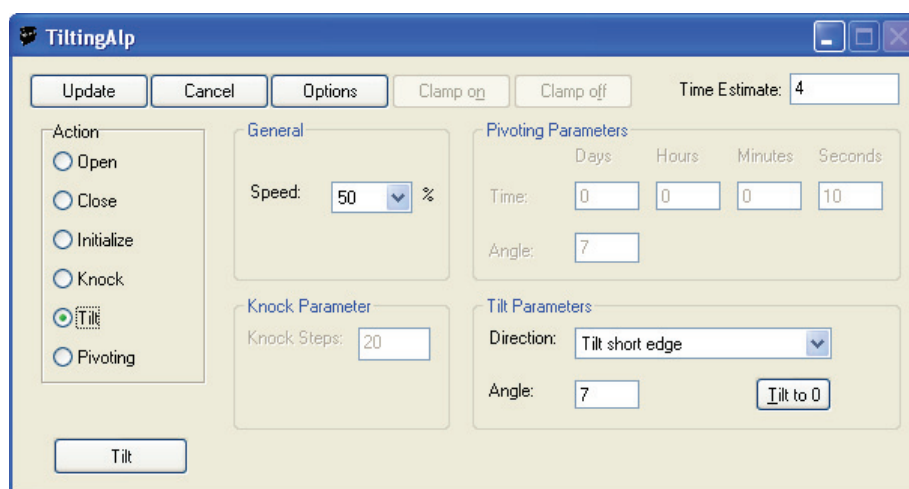 TiltingAlp
Update Cancel Options Clamp on Clamp off Time Estimate: 4
Action
Open
Close
Initialize
Knock
Tilt
Pivoting
General
Speed: 50 %
Pivoting Parameters
Days Hours Minutes Seconds
Time: 0 0 0 10
Angle: 7
Knock Parameter
Knock Steps: 20
Tilt Parameters
Direction: Tilt short edge
Angle: 7 Tilt to 0
Tilt